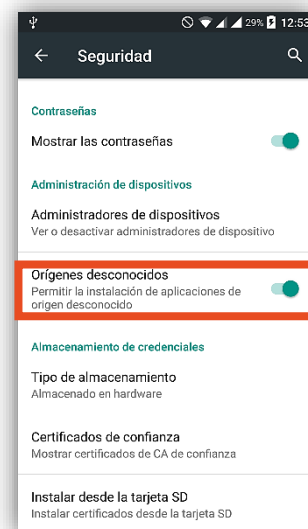 29% 12:53
Seguridad
Contraseñas
Mostrar las contraseñas
Administración de dispositivos
Administradores de dispositivos
Ver o desactivar administradores de dispositivo
Orígenes desconocidos
Permitir la instalación de aplicaciones de
origen desconocido
Almacenamiento de credenciales
Tipo de almacenamiento
Almacenado en hardware
Certificados de confianza
Mostrar certificados de CA de confianza
Instalar desde la tarjeta SD
Instalar certificados desde la tarjeta SD